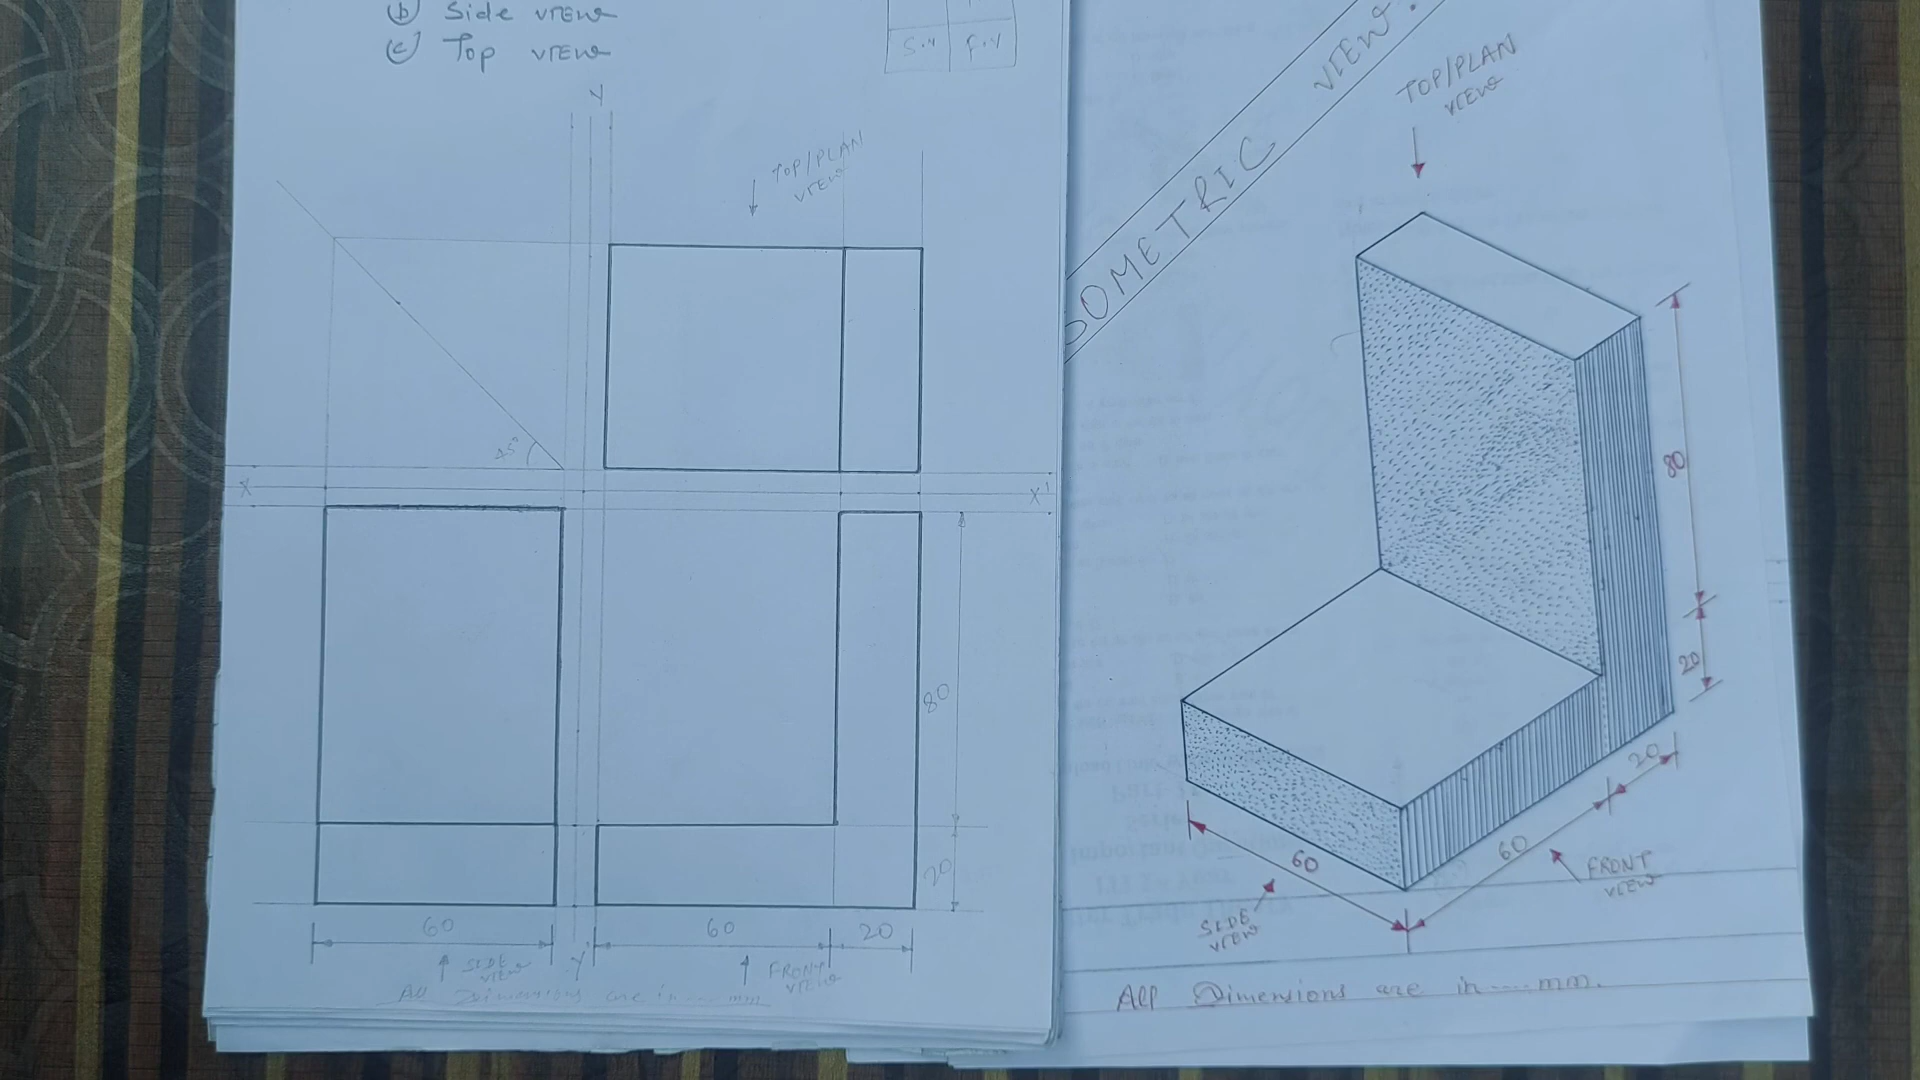 (b) Side VIEW
(c) Top VIEW
S.V F.V
Y
TOP/PLAN
VIEW
45°
X
X'
80
20
60
60
20
SIDE
VIEW
Y'
FRONT
VIEW
All Dimensions are in.....mm
ISOMETRIC VIEW.
TOP/PLAN
VIEW
80
20
20
60
60
FRONT
VIEW
SIDE
VIEW
All Dimensions are in....mm.